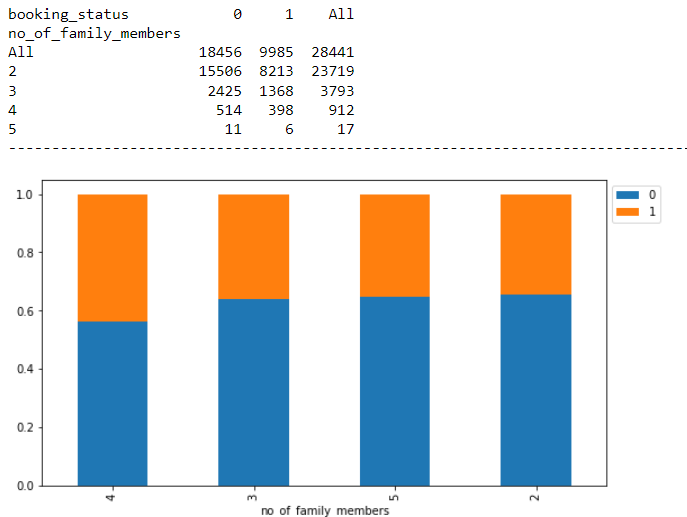 booking_status 0 1 All
no_of_family_members
All 18456 9985 28441
2 15506 8213 23719
3 2425 1368 3793
4 514 398 912
5 11 6 17
--------------------------------------------------------------------------------
1.0
0.8
0.6
0.4
0.2
0.0
0
1
4 3 5 2
no of family members